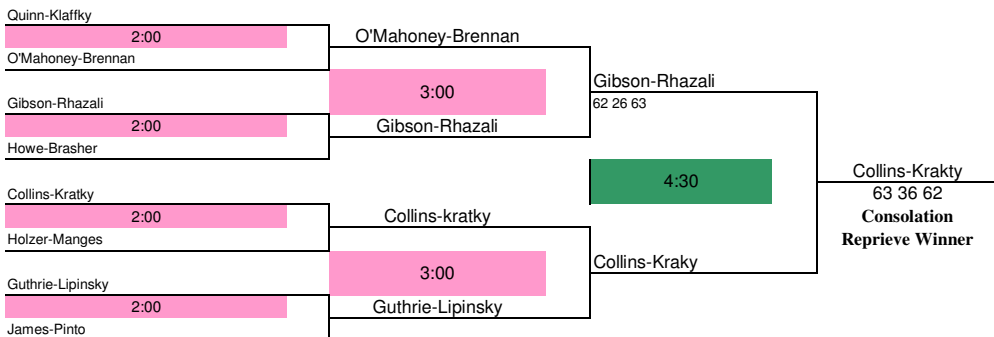 Quinn-Klaffky
2:00
O'Mahoney-Brennan
O'Mahoney-Brennan
3:00
Gibson-Rhazali
62 26 63
Gibson-Rhazali
2:00
Gibson-Rhazali
Howe-Brasher
4:30
Collins-Krakty
63 36 62
Consolation
Reprieve Winner
Collins-Kratky
2:00
Collins-kratky
Holzer-Manges
3:00
Collins-Kraky
Guthrie-Lipinsky
2:00
Guthrie-Lipinsky
James-Pinto